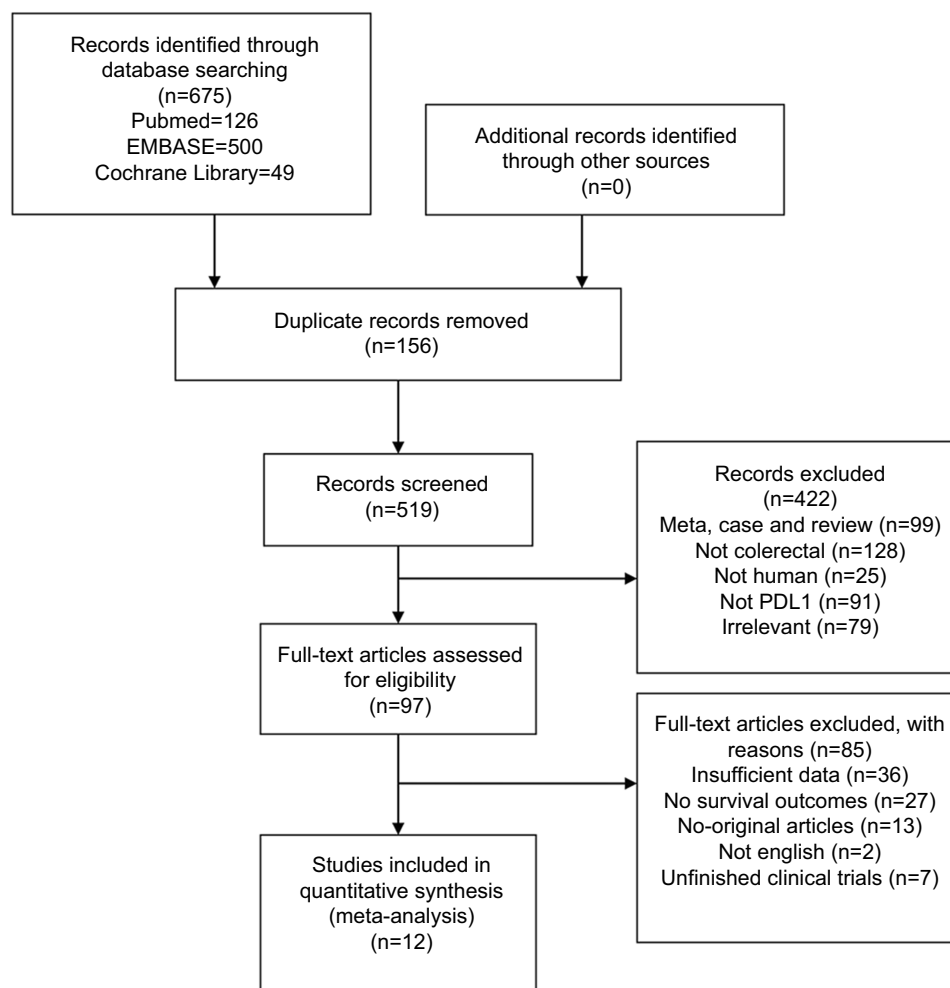 Records identified through
database searching
(n=675)
Pubmed=126
EMBASE=500
Cochrane Library=49
Additional records identified
through other sources
(n=0)
Duplicate records removed
(n=156)
Records screened
(n=519)
Records excluded
(n=422)
Meta, case and review (n=99)
Not colerectal (n=128)
Not human (n=25)
Not PDL1 (n=91)
Irrelevant (n=79)
Full-text articles assessed
for eligibility
(n=97)
Full-text articles excluded, with
reasons (n=85)
Insufficient data (n=36)
No survival outcomes (n=27)
No-original articles (n=13)
Not english (n=2)
Unfinished clinical trials (n=7)
Studies included in
quantitative synthesis
(meta-analysis)
(n=12)